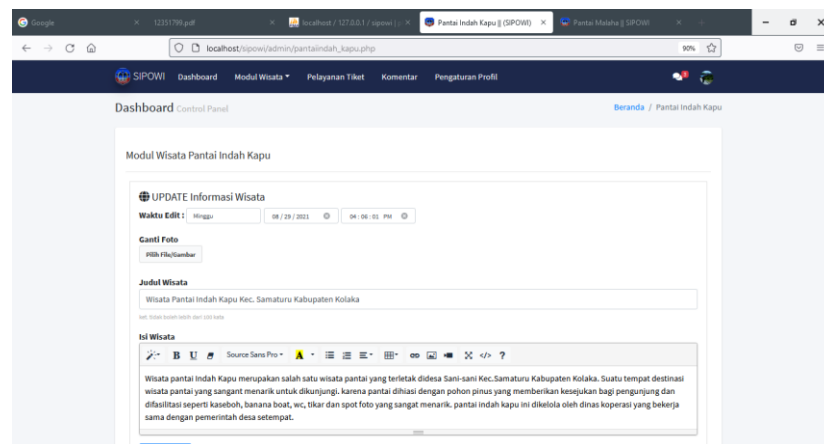 Google
12351799.pdf
localhost / 127.0.0.1 / sipowi | p
Pantai Indah Kapu || (SIPOWI)
Pantai Malaha || SIPOWI
localhost/sipowi/admin/pantaiindah_kapu.php
90%
SIPOWI Dashboard Modul Wisata Pelayanan Tiket Komentar Pengaturan Profil
Dashboard Control Panel
Beranda / Pantai Indah Kapu
Modul Wisata Pantai Indah Kapu
UPDATE Informasi Wisata
Waktu Edit : Minggu 08 / 29 / 2021 04 : 06 : 01 PM
Ganti Foto
Pilih File/Gambar
Judul Wisata
Wisata Pantai Indah Kapu Kec. Samaturu Kabupaten Kolaka
ket. tidak boleh lebih dari 100 kata
Isi Wisata
B U Source Sans Pro A </> ?
Wisata pantai Indah Kapu merupakan salah satu wisata pantai yang terletak didesa Sani-sani Kec.Samaturu Kabupaten Kolaka. Suatu tempat destinasi
wisata pantai yang sangant menarik untuk dikunjungi. karena pantai dihiasi dengan pohon pinus yang memberikan kesejukan bagi pengunjung dan
difasilitasi seperti kaseboh, banana boat, wc, tikar dan spot foto yang sangat menarik. pantai indah kapu ini dikelola oleh dinas koperasi yang bekerja
sama dengan pemerintah desa setempat.